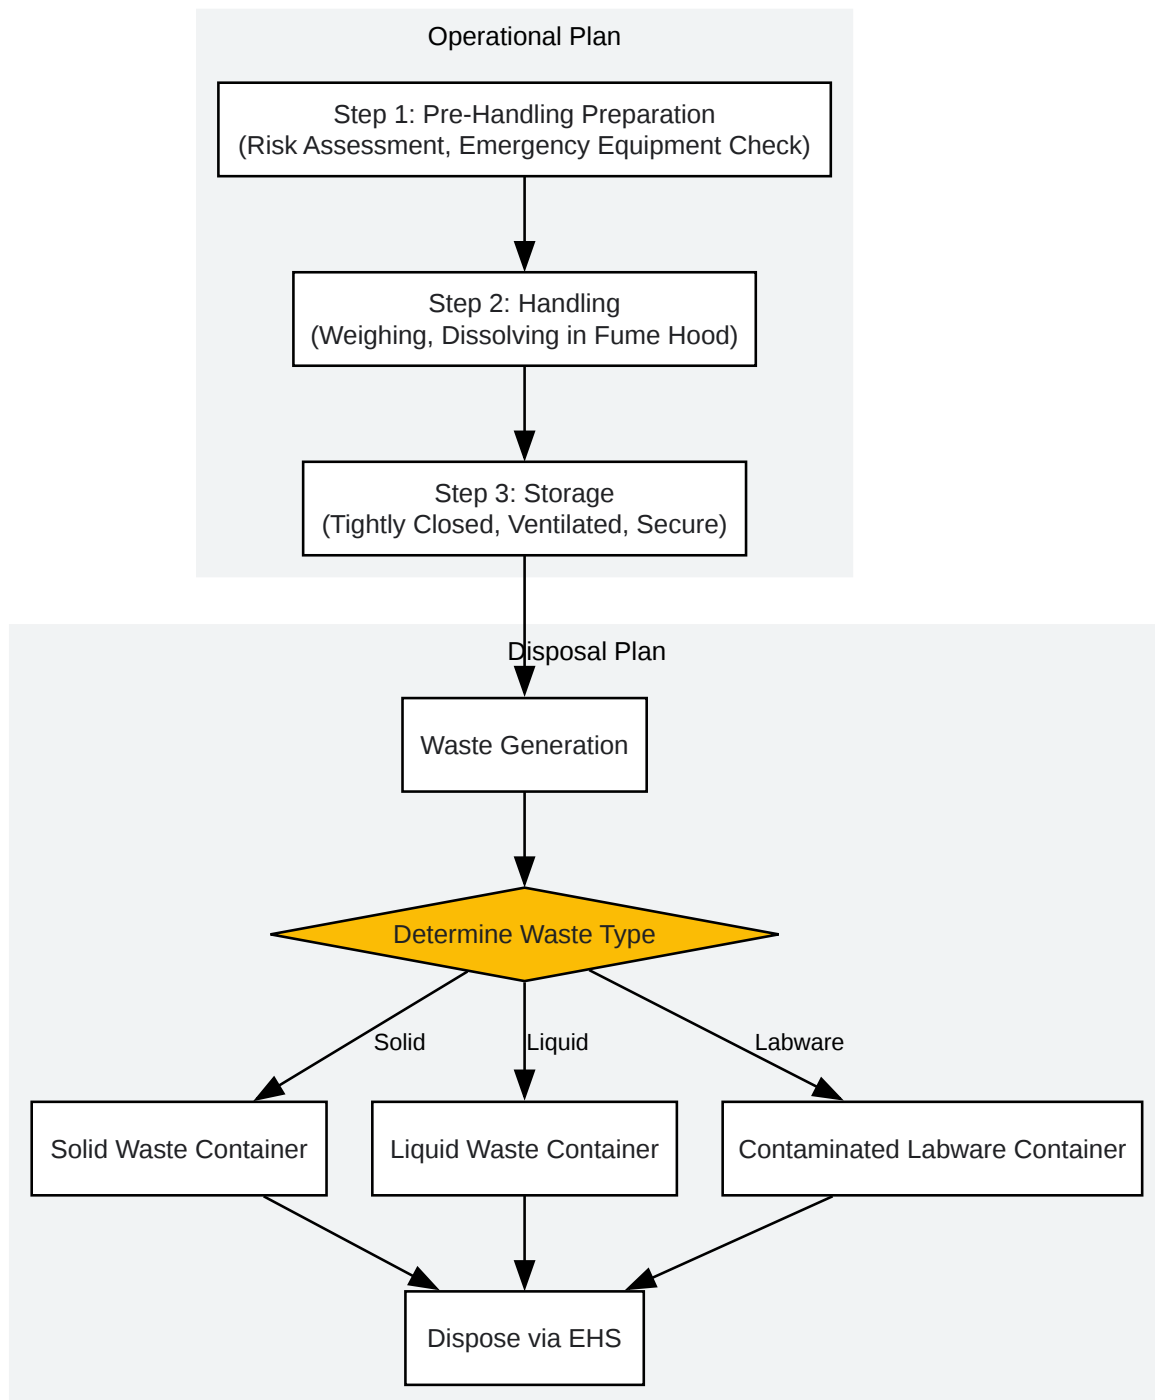 Operational Plan
Step 1: Pre-Handling Preparation
(Risk Assessment, Emergency Equipment Check)
Step 2: Handling
(Weighing, Dissolving in Fume Hood)
Step 3: Storage
(Tightly Closed, Ventilated, Secure)
Disposal Plan
Waste Generation
Determine Waste Type
Solid
Liquid
Labware
Solid Waste Container
Liquid Waste Container
Contaminated Labware Container
Dispose via EHS